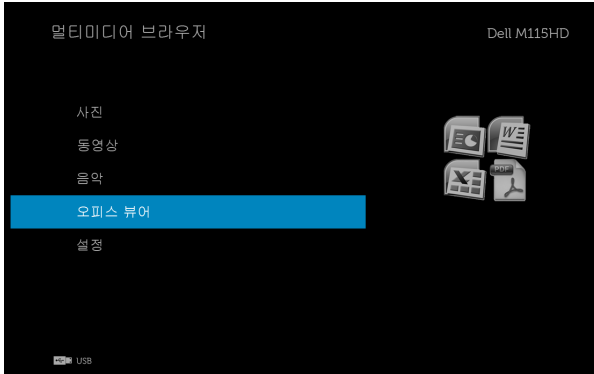 멀티미디어 브라우저
Dell M115HD
사진
동영상
음악
오피스 뷰어
설정
W
X
PDF
USB